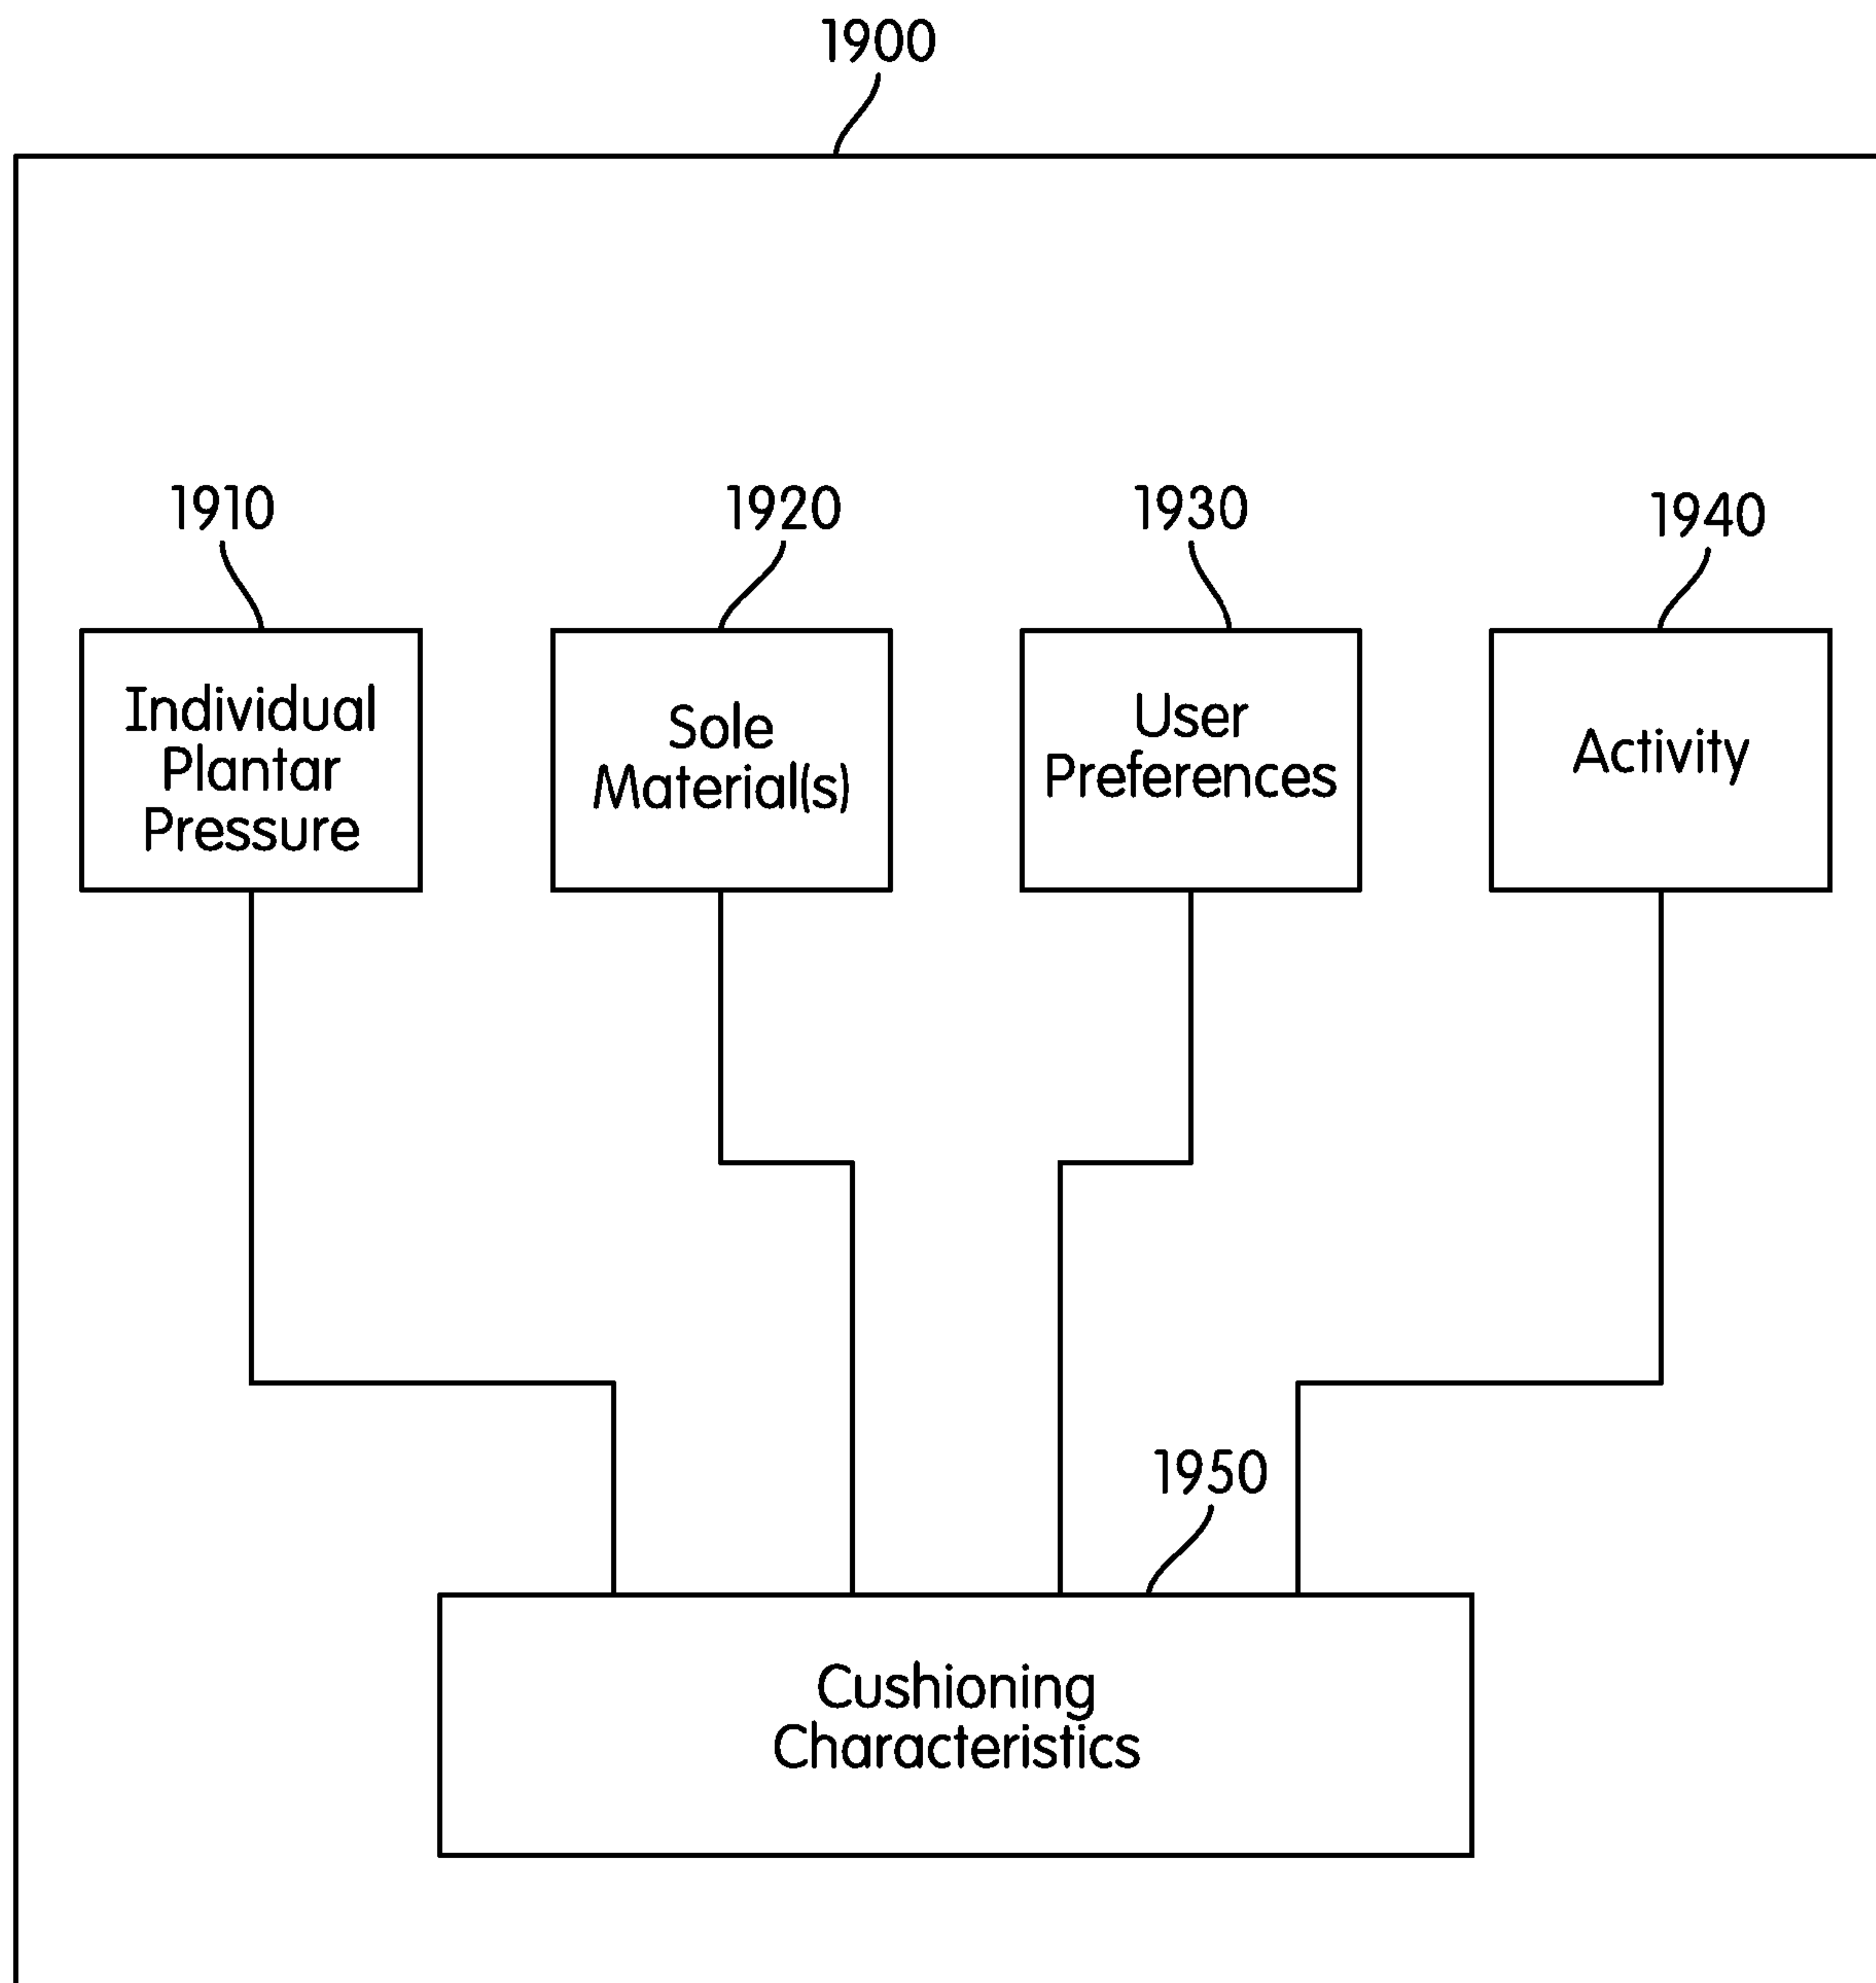 1900
1910
1920
1930
1940
Individual
Plantar
Pressure
Sole
Material(s)
User
Preferences
Activity
1950
Cushioning
Characteristics